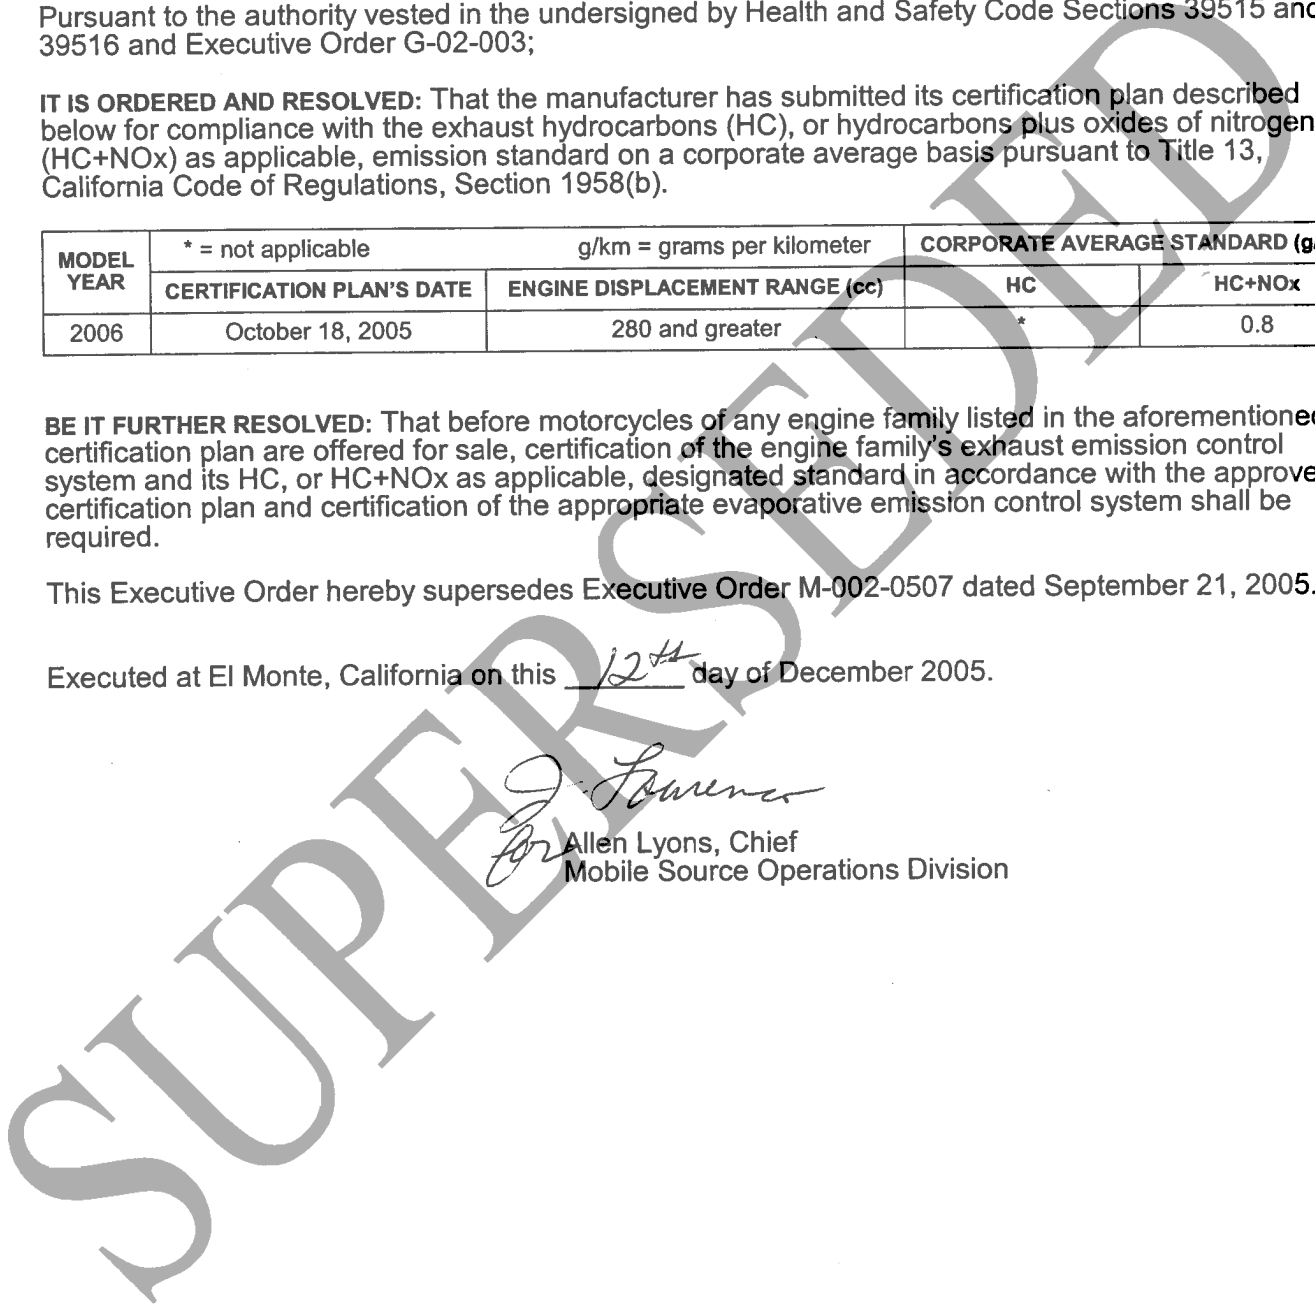 Pursuant to the authority vested in the undersigned by Health and Safety Code Sections 39515 and
39516 and Executive Order G-02-003;
IT IS ORDERED AND RESOLVED: That the manufacturer has submitted its certification plan described
below for compliance with the exhaust hydrocarbons (HC), or hydrocarbons plus oxides of nitrogen
(HC+NOx) as applicable, emission standard on a corporate average basis pursuant to Title 13,
California Code of Regulations, Section 1958(b).
MODEL YEAR * = not applicable g/km = grams per kilometer CORPORATE AVERAGE STANDARD (g
CERTIFICATION PLAN'S DATE ENGINE DISPLACEMENT RANGE (cc) HC HC+NOx
2006 October 18, 2005 280 and greater * 0.8
BE IT FURTHER RESOLVED: That before motorcycles of any engine family listed in the aforementione
certification plan are offered for sale, certification of the engine family's exhaust emission control
system and its HC, or HC+NOx as applicable, designated standard in accordance with the approve
certification plan and certification of the appropriate evaporative emission control system shall be
required.
This Executive Order hereby supersedes Executive Order M-002-0507 dated September 21, 2005.
Executed at El Monte, California on this 12th day of December 2005.
J Lourenco
for Allen Lyons, Chief
Mobile Source Operations Division
SUPERSEDED